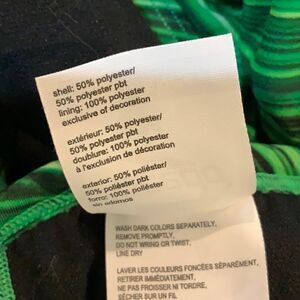 shell: 50% polyester/
50% polyester pbt
lining: 100% polyester
exclusive of decoration
extérieur: 50% polyester/
50% polyester pbt
doublure: 100% polyester
à l'exclusion de décoration
exterior: 50% poliéster/
50% poliéster pbt
forro: 100% poliéster
sin adornos
WASH DARK COLORS SEPARATELY,
REMOVE PROMPTLY,
DO NOT WRING OR TWIST,
LINE DRY
LAVER LES COULEURS FONCÉES SÉPARÉMENT,
RETIRER IMMÉDIATEMENT,
NE PAS FROISSER NI TORDRE,
SÉCHER SUR UN FIL